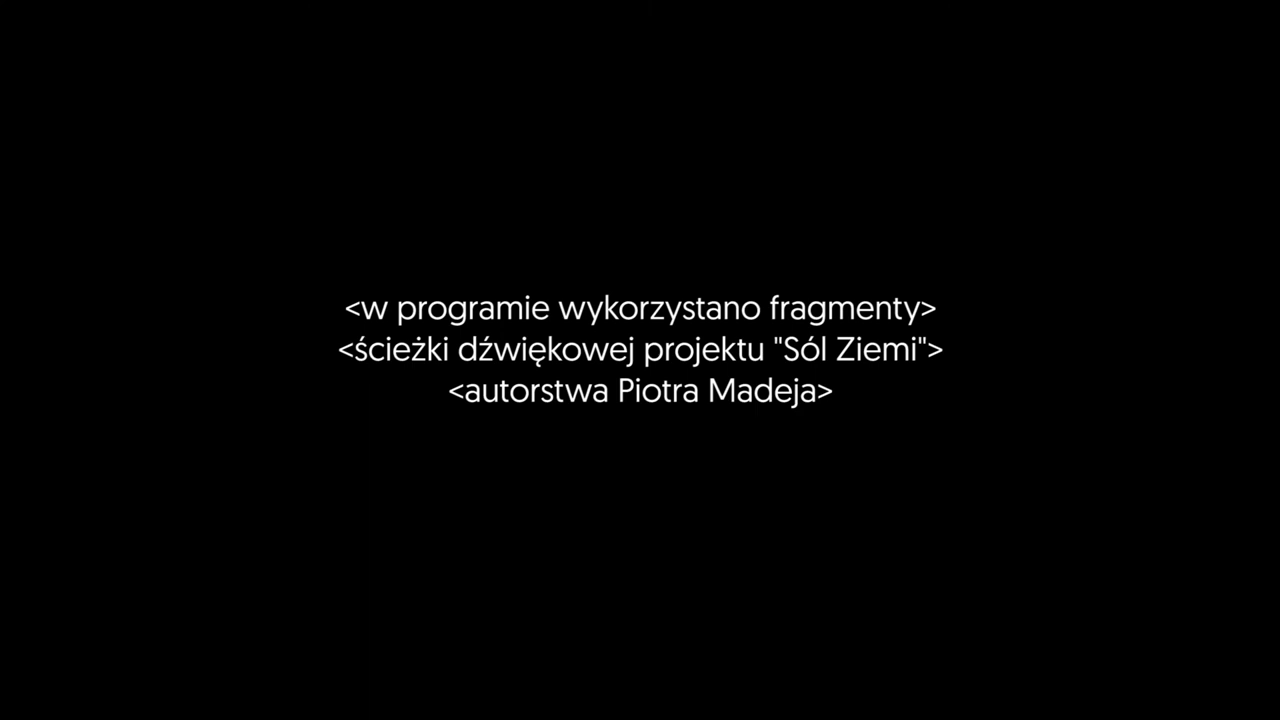 <w programie wykorzystano fragmenty>
<ścieżki dźwiękowej projektu "Sól Ziemi">
<autorstwa Piotra Madeja>